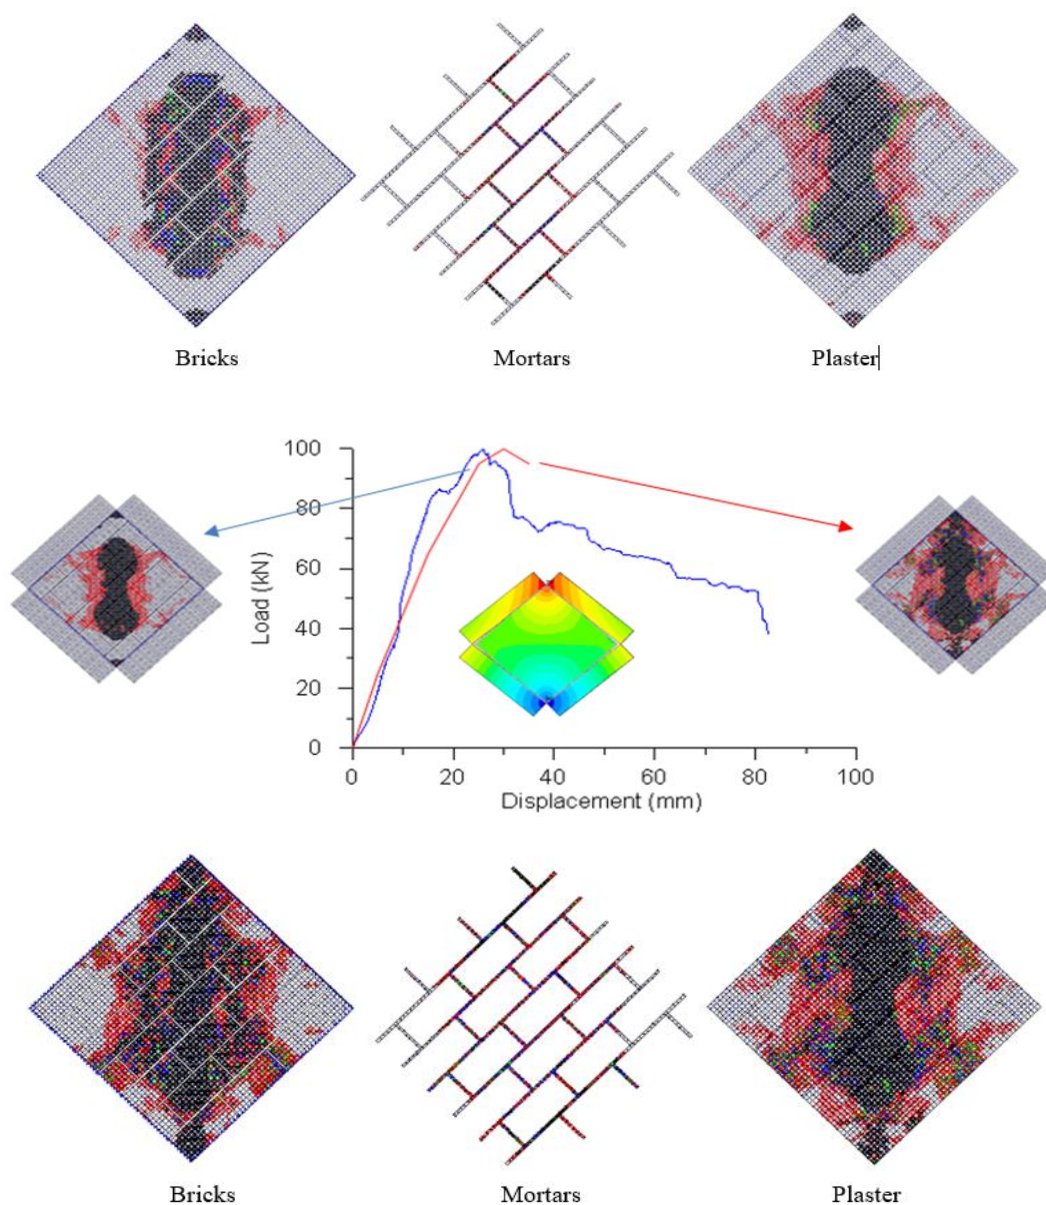 Bricks
Mortars
Plaster
100
80
60
40
20
0
Load (kN)
0 20 40 60 80 100
Displacement (mm)
Bricks
Mortars
Plaster